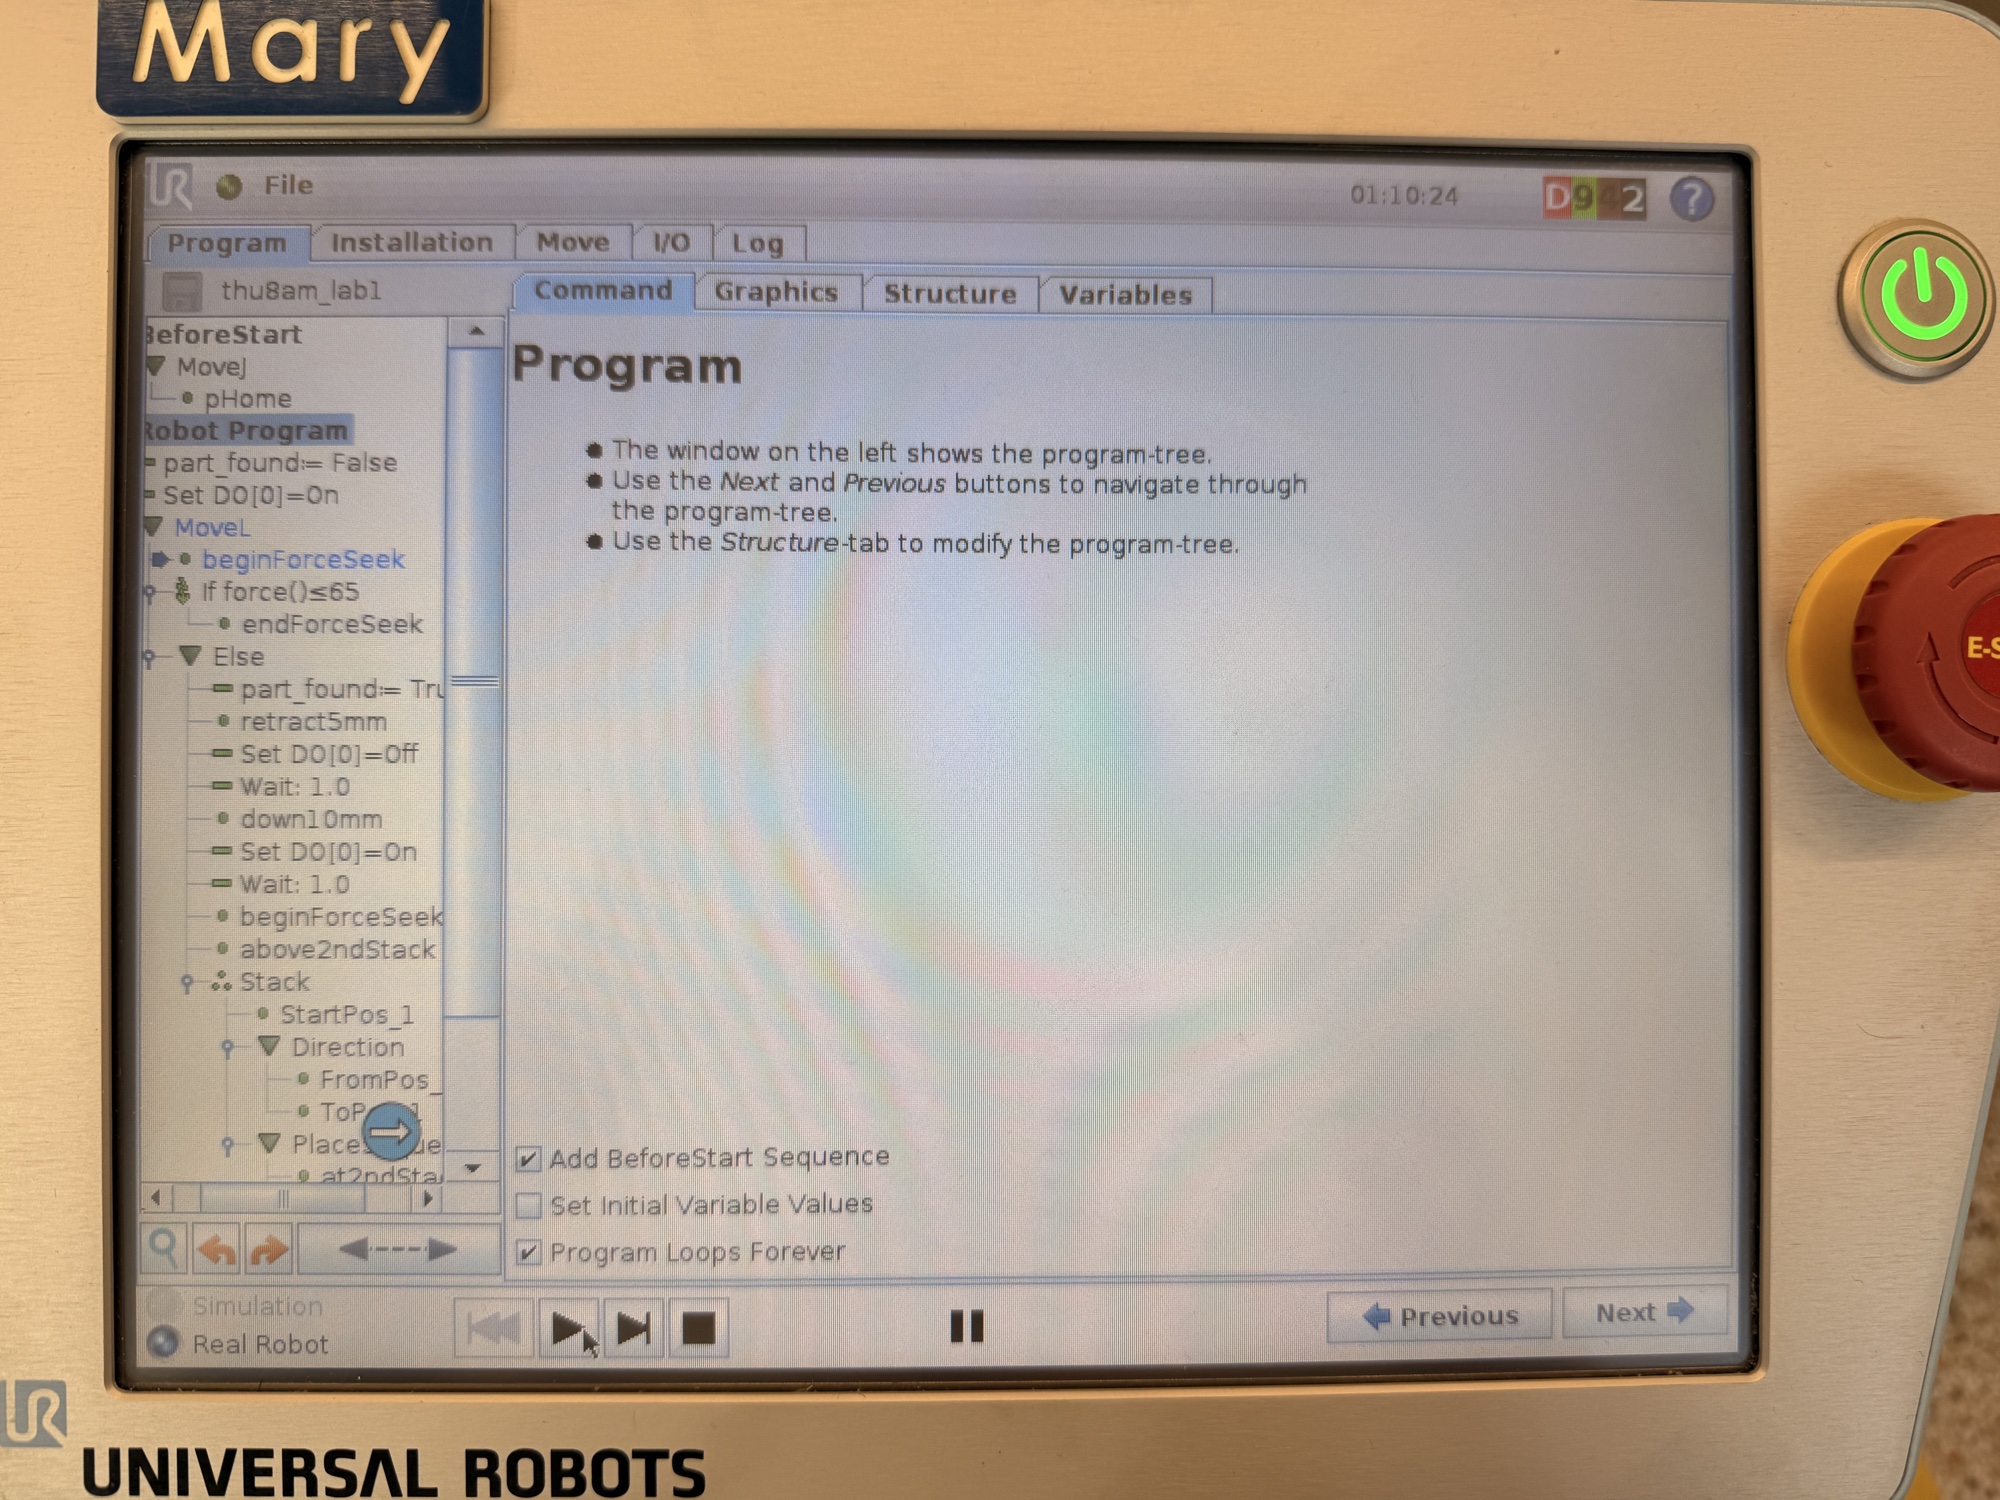 Mary
File
01:10:24
?
Program Installation Move I/O Log
thu8am_lab1
Command Graphics Structure Variables
BeforeStart
MoveJ
pHome
Robot Program
part_found:= False
Set DO[0]=On
MoveL
beginForceSeek
If force()≤65
endForceSeek
Else
part_found:= Tru
retract5mm
Set DO[0]=Off
Wait: 1.0
down10mm
Set DO[0]=On
Wait: 1.0
beginForceSeek
above2ndStack
Stack
StartPos_1
Direction
FromPos_
at2ndSta
Program
The window on the left shows the program-tree.
Use the Next and Previous buttons to navigate through
the program-tree.
Use the Structure-tab to modify the program-tree.
Add BeforeStart Sequence
Set Initial Variable Values
Program Loops Forever
Simulation
Real Robot
Previous
Next
E-S
UR
UNIVERSAL ROBOTS